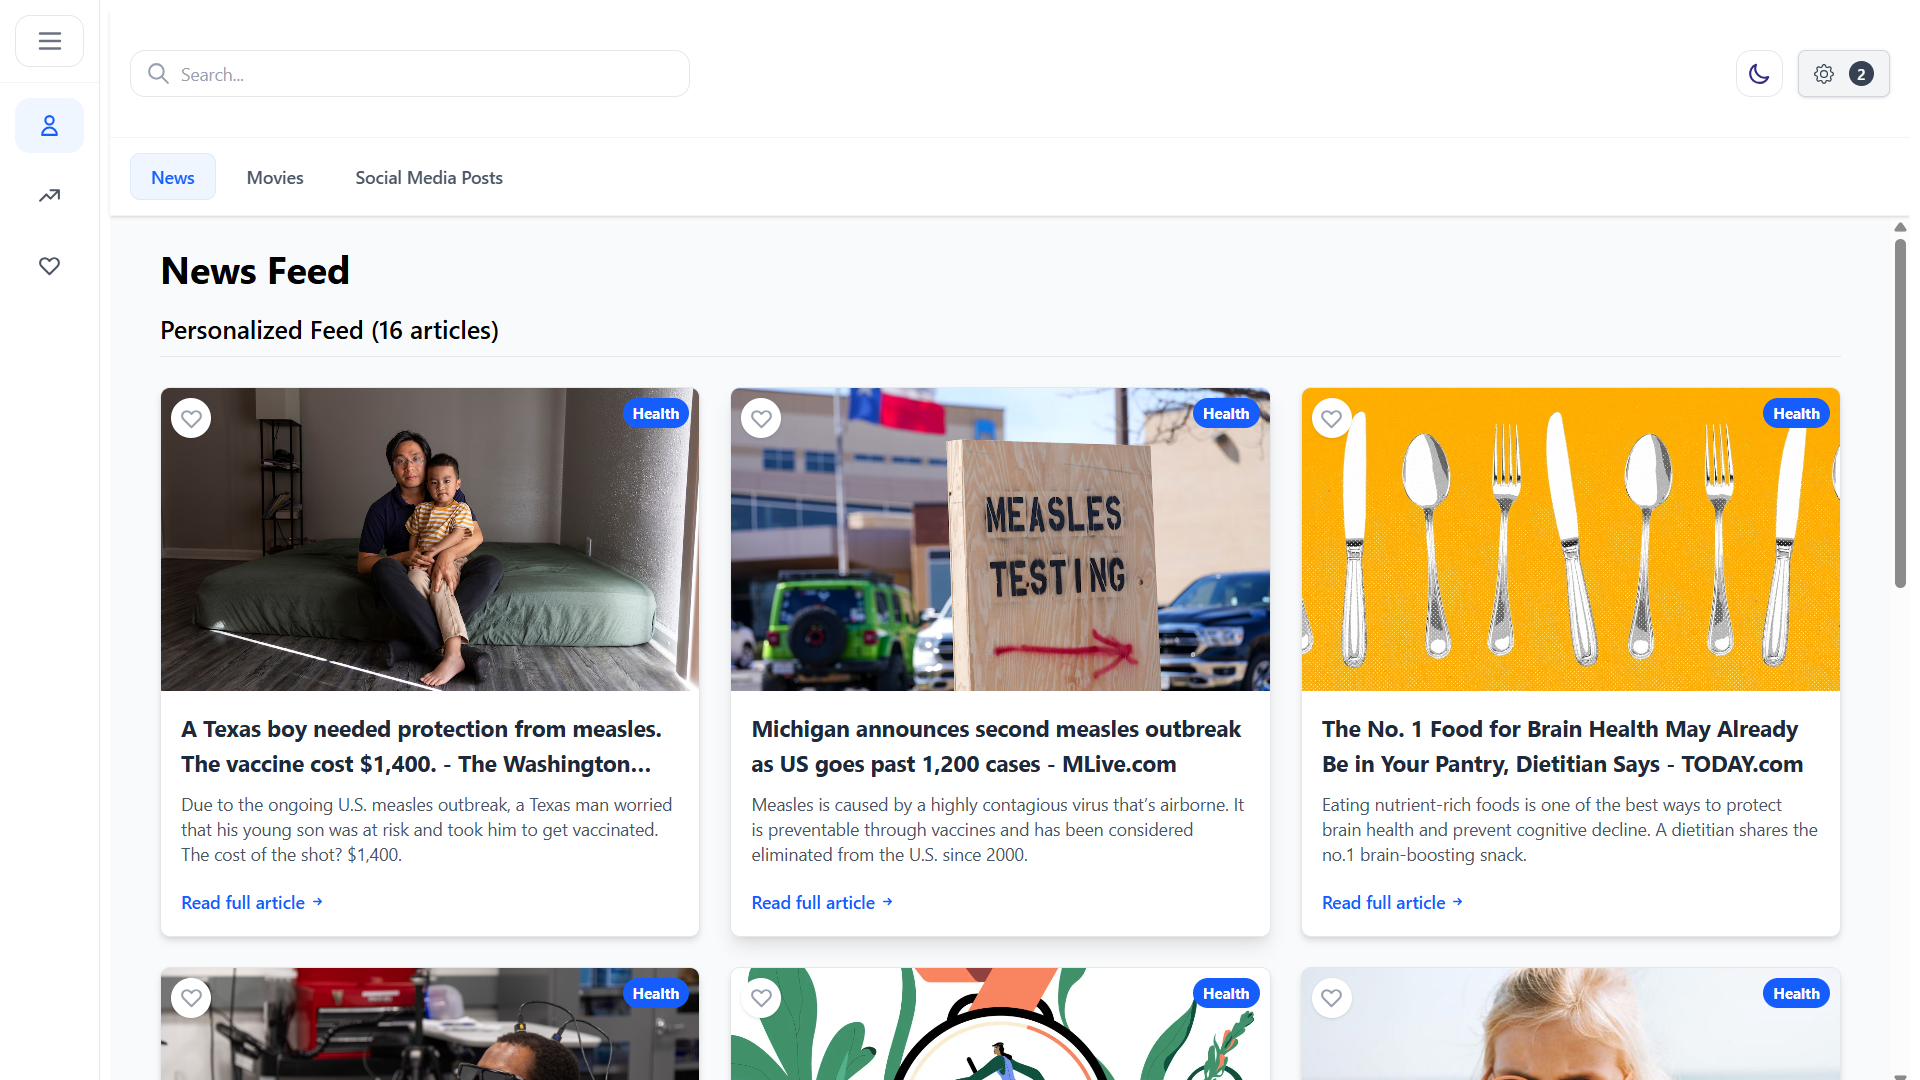 Search...
2
News
Movies
Social Media Posts
News Feed
Personalized Feed (16 articles)
Health
Health
MEASLES
TESTING
Health
A Texas boy needed protection from measles.
The vaccine cost $1,400. - The Washington...
Due to the ongoing U.S. measles outbreak, a Texas man worried
that his young son was at risk and took him to get vaccinated.
The cost of the shot? $1,400.
Read full article →
Michigan announces second measles outbreak
as US goes past 1,200 cases - MLive.com
Measles is caused by a highly contagious virus that’s airborne. It
is preventable through vaccines and has been considered
eliminated from the U.S. since 2000.
Read full article →
The No. 1 Food for Brain Health May Already
Be in Your Pantry, Dietitian Says - TODAY.com
Eating nutrient-rich foods is one of the best ways to protect
brain health and prevent cognitive decline. A dietitian shares the
no.1 brain-boosting snack.
Read full article →
Health
Health
Health